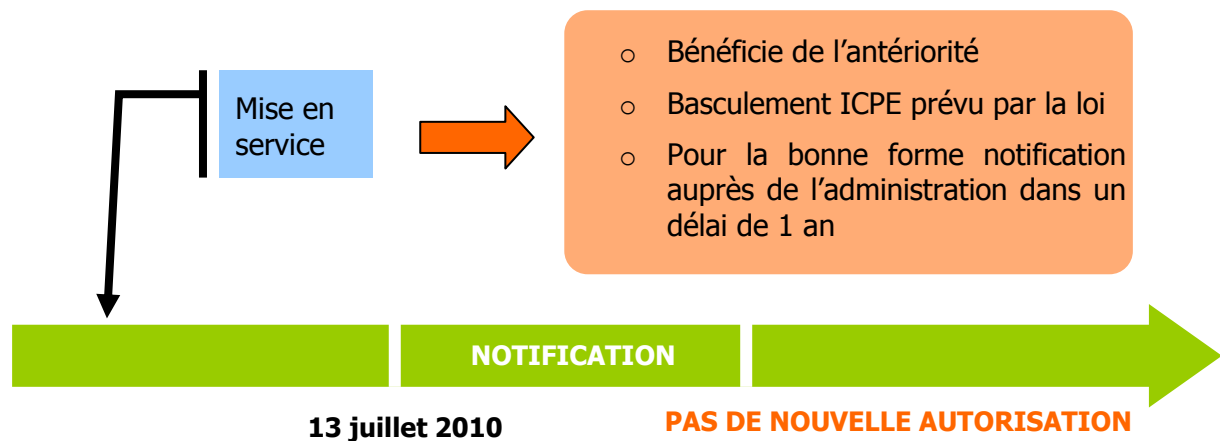 Mise en
service
o Bénéficie de l’antériorité
o Basculement ICPE prévu par la loi
o Pour la bonne forme notification
auprès de l’administration dans un
délai de 1 an
NOTIFICATION
13 juillet 2010
PAS DE NOUVELLE AUTORISATION